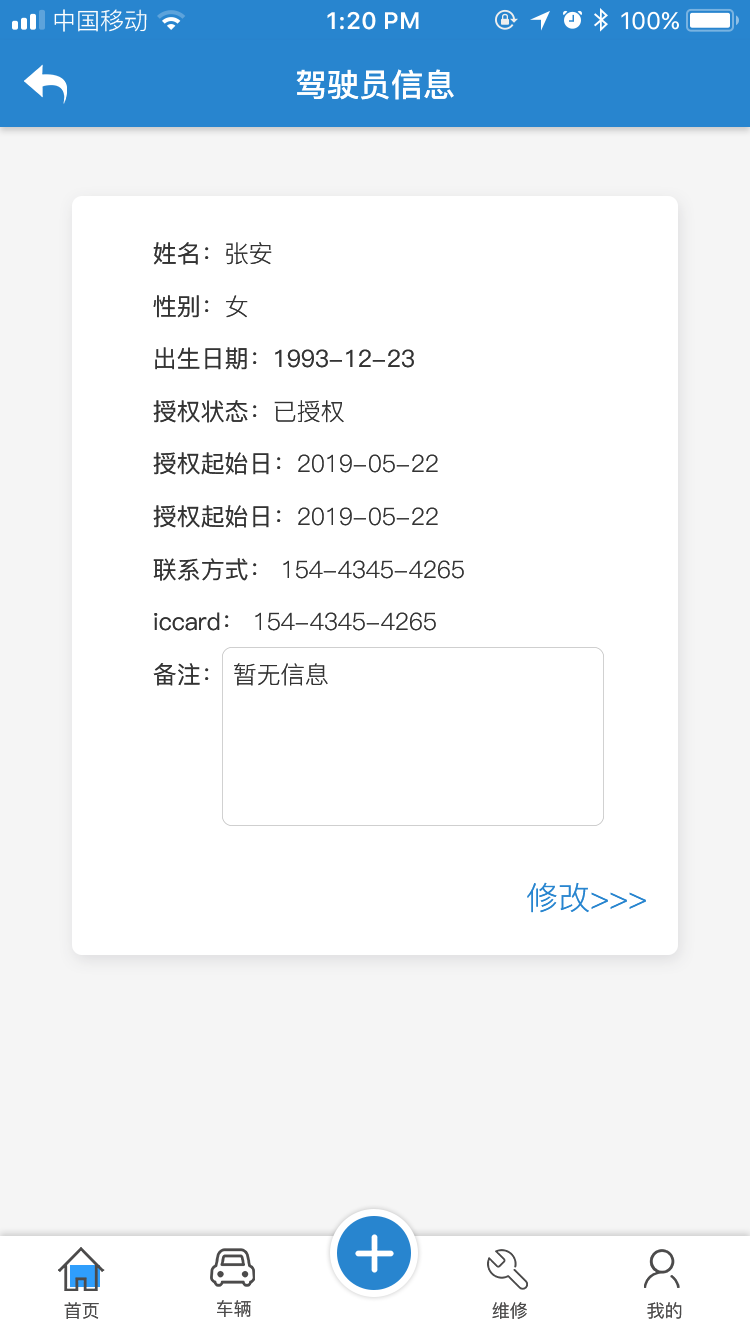 中国移动 1:20 PM 100%
驾驶员信息
姓名：张安
性别：女
出生日期：1993-12-23
授权状态：已授权
授权起始日：2019-05-22
授权起始日：2019-05-22
联系方式： 154-4345-4265
iccard： 154-4345-4265
备注：暂无信息
修改>>>
首页 车辆 维修 我的